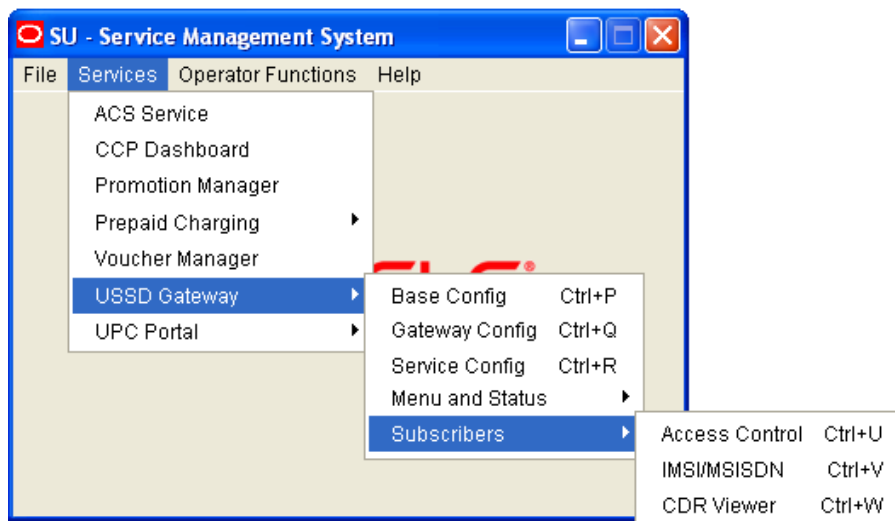 SU - Service Management System
File Services Operator Functions Help
ACS Service
CCP Dashboard
Promotion Manager
Prepaid Charging
Voucher Manager
USSD Gateway
UPC Portal
Base Config Ctrl+P
Gateway Config Ctrl+Q
Service Config Ctrl+R
Menu and Status
Subscribers
Access Control Ctrl+U
IMSI/MSISDN Ctrl+V
CDR Viewer Ctrl+W